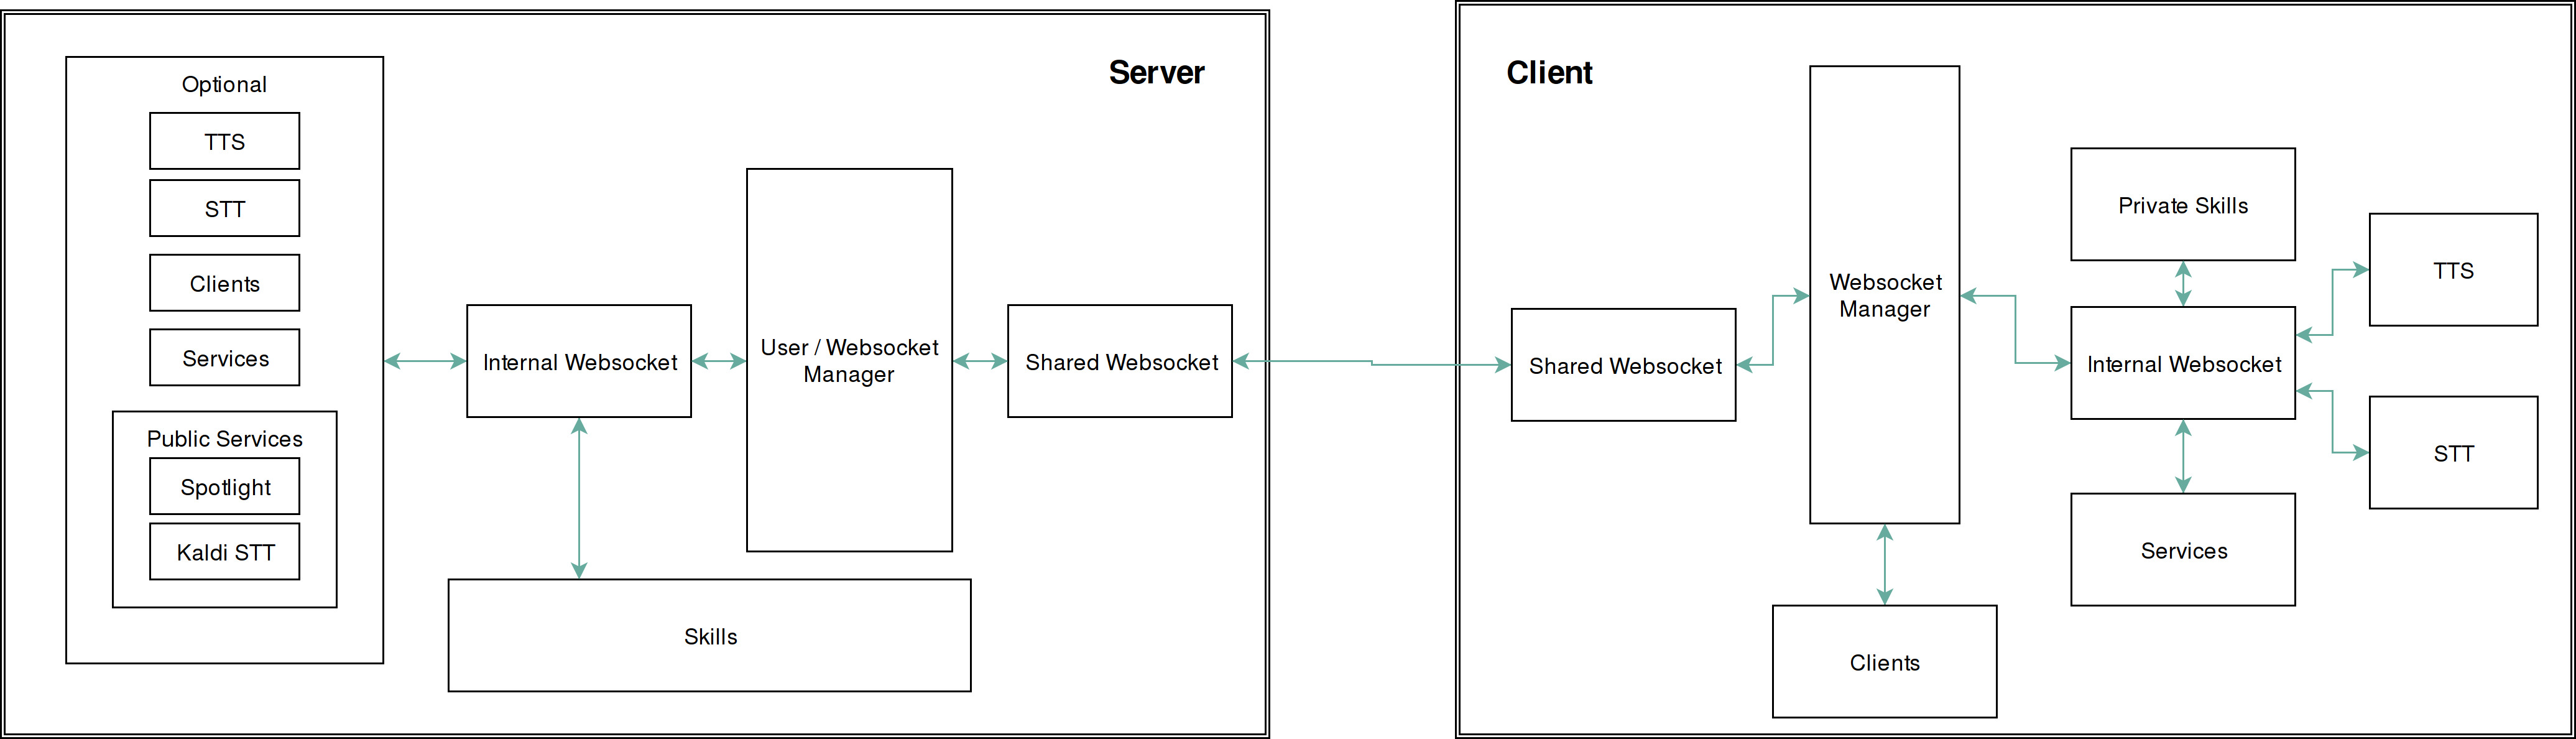 Server
Optional
TTS
STT
Clients
Services
Public Services
Spotlight
Kaldi STT
Internal Websocket
User / Websocket
Manager
Shared Websocket
Skills
Client
Shared Websocket
Websocket
Manager
Clients
Private Skills
Internal Websocket
Services
TTS
STT